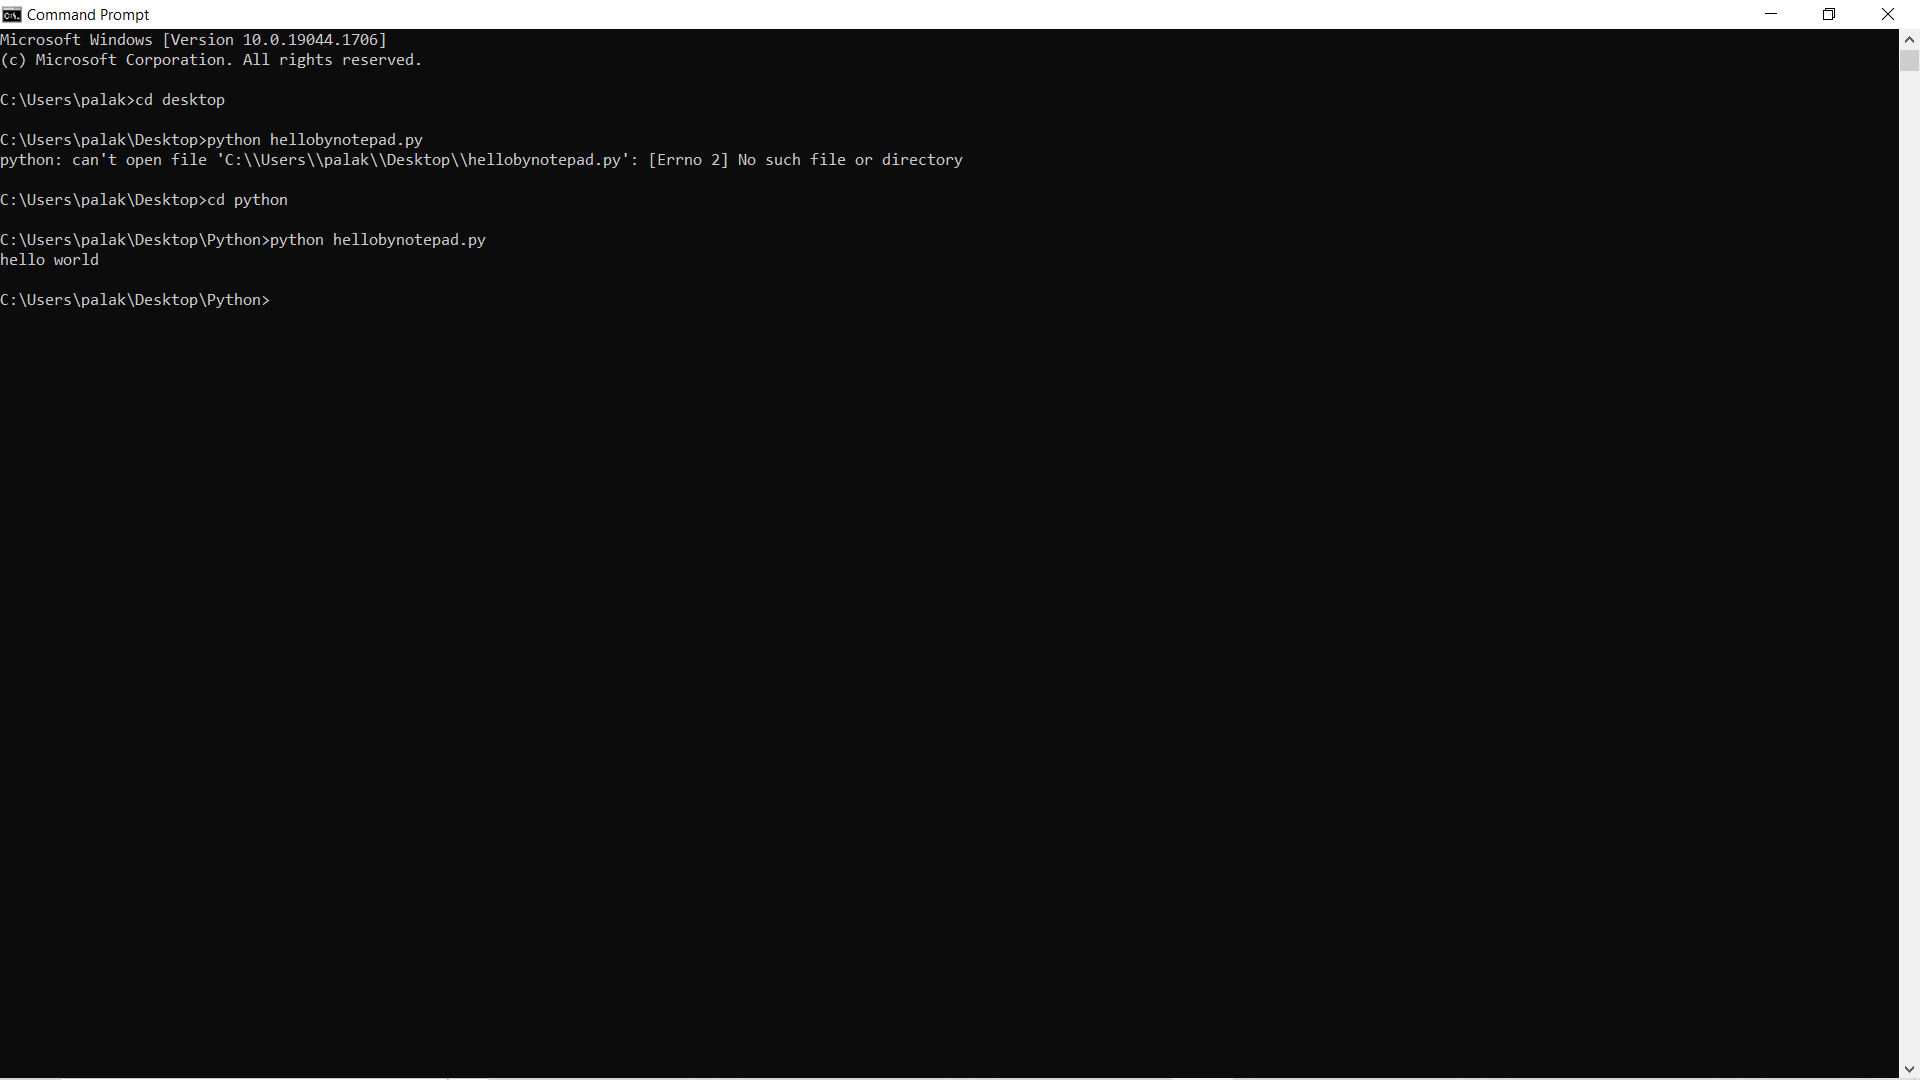 Command Prompt
Microsoft Windows [Version 10.0.19044.1706]
(c) Microsoft Corporation. All rights reserved.
C:\Users\palak>cd desktop
C:\Users\palak\Desktop>python hellobynotepad.py
python: can't open file 'C:\\Users\\palak\\Desktop\\hellobynotepad.py': [Errno 2] No such file or directory
C:\Users\palak\Desktop>cd python
C:\Users\palak\Desktop\Python>python hellobynotepad.py
hello world
C:\Users\palak\Desktop\Python>